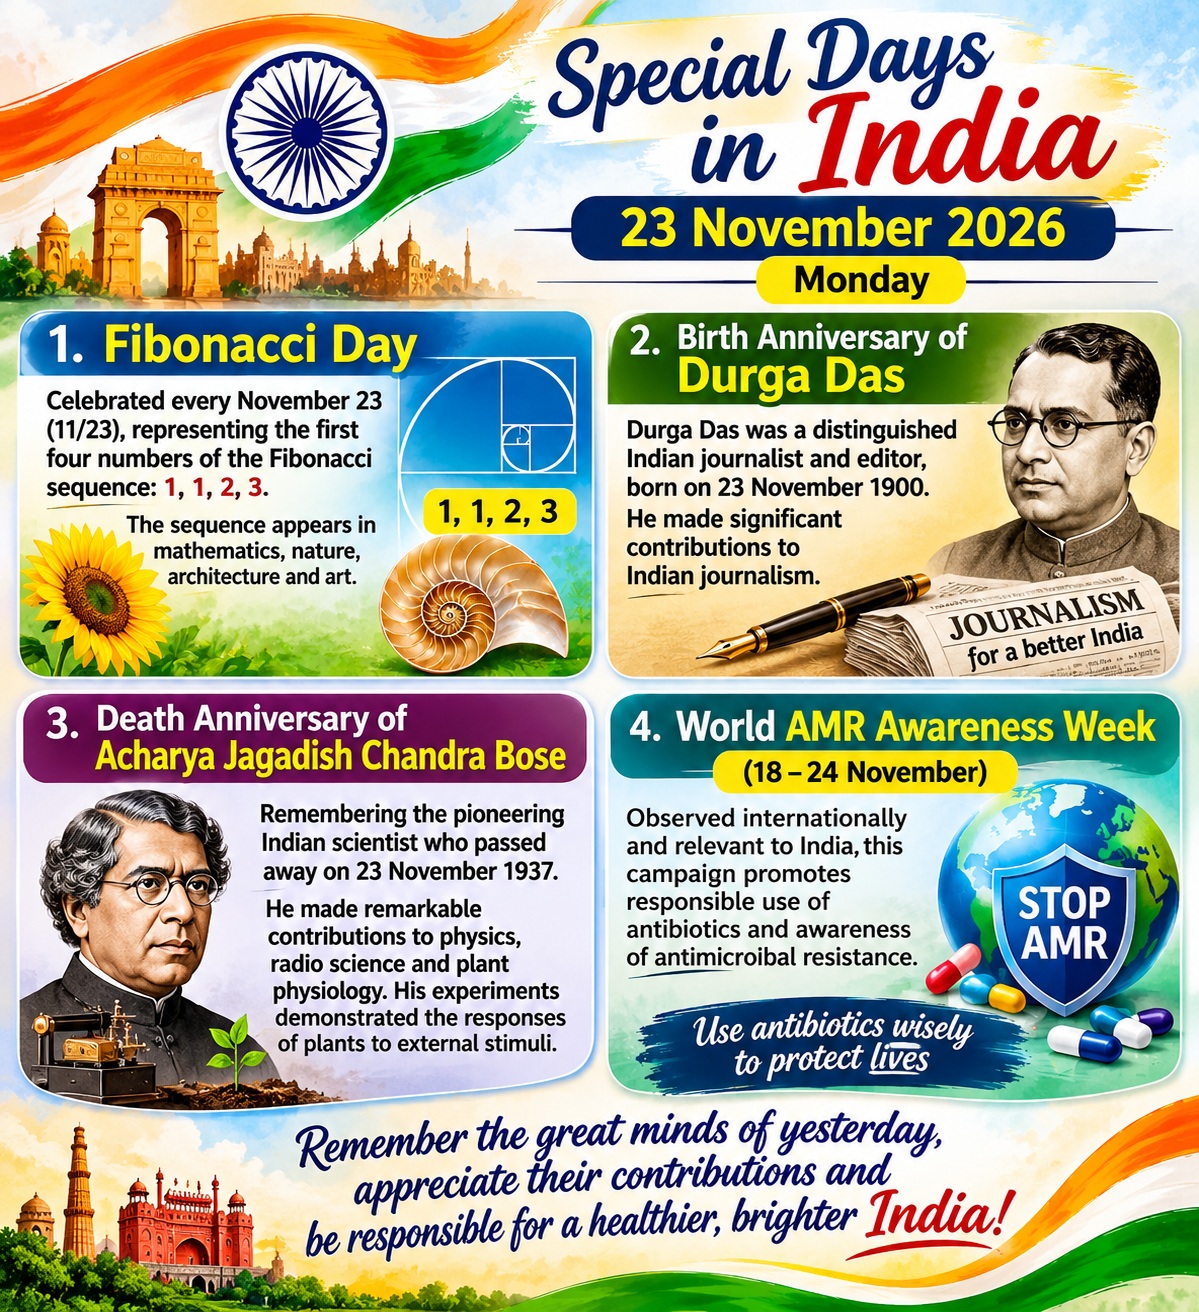 Special Days
in India
23 November 2026
Monday
1. Fibonacci Day
Celebrated every November 23
(11/23), representing the first
four numbers of the Fibonacci
sequence: 1, 1, 2, 3.
The sequence appears in
mathematics, nature,
architecture and art.
1, 1, 2, 3
2. Birth Anniversary of
Durga Das
Durga Das was a distinguished
Indian journalist and editor,
born on 23 November 1900.
He made significant
contributions to
Indian journalism.
JOURNALISM
for a better India
3. Death Anniversary of
Acharya Jagadish Chandra Bose
Remembering the pioneering
Indian scientist who passed
away on 23 November 1937.
He made remarkable
contributions to physics,
radio science and plant
physiology. His experiments
demonstrated the responses
of plants to external stimuli.
4. World AMR Awareness Week
(18 – 24 November)
Observed internationally
and relevant to India, this
campaign promotes
responsible use of
antibiotics and awareness
of antimicroibal resistance.
STOP
AMR
Use antibiotics wisely
to protect lives
Remember the great minds of yesterday,
appreciate their contributions and
be responsible for a healthier, brighter India!